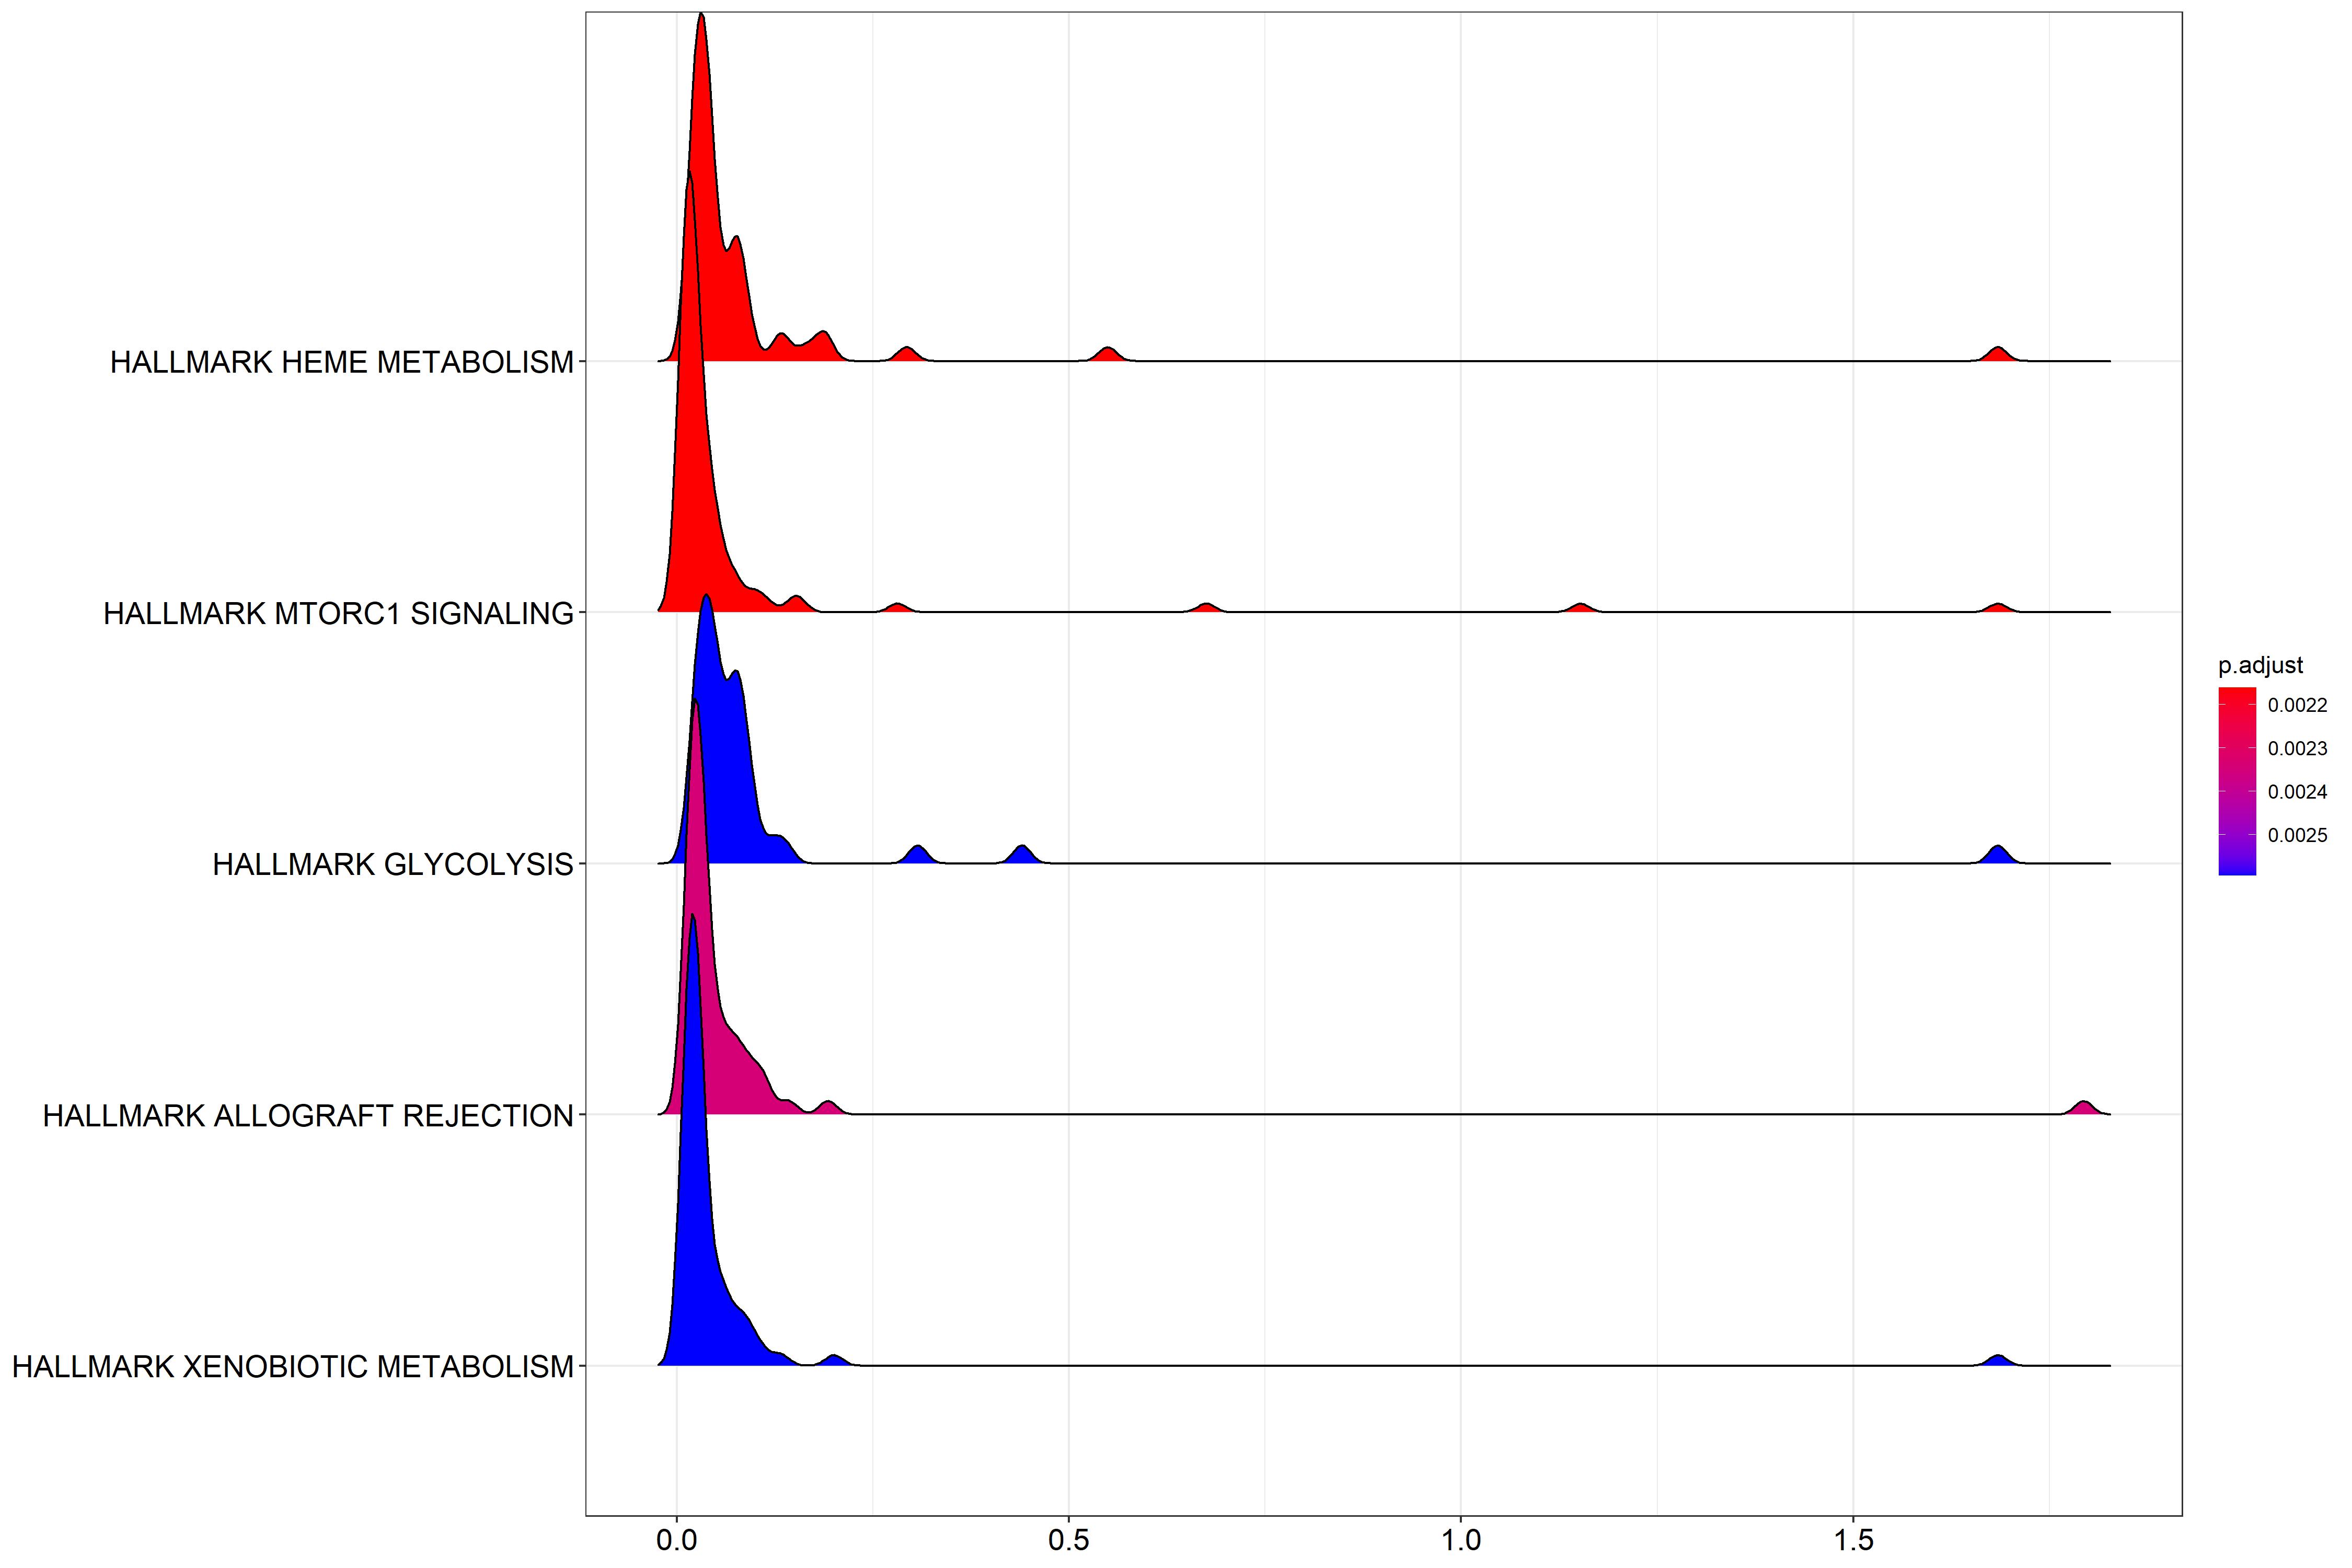 HALLMARK HEME METABOLISM
HALLMARK MTORC1 SIGNALING
HALLMARK GLYCOLYSIS
HALLMARK ALLOGRAFT REJECTION
HALLMARK XENOBIOTIC METABOLISM
0.0 0.5 1.0 1.5
p.adjust
0.0022
0.0023
0.0024
0.0025